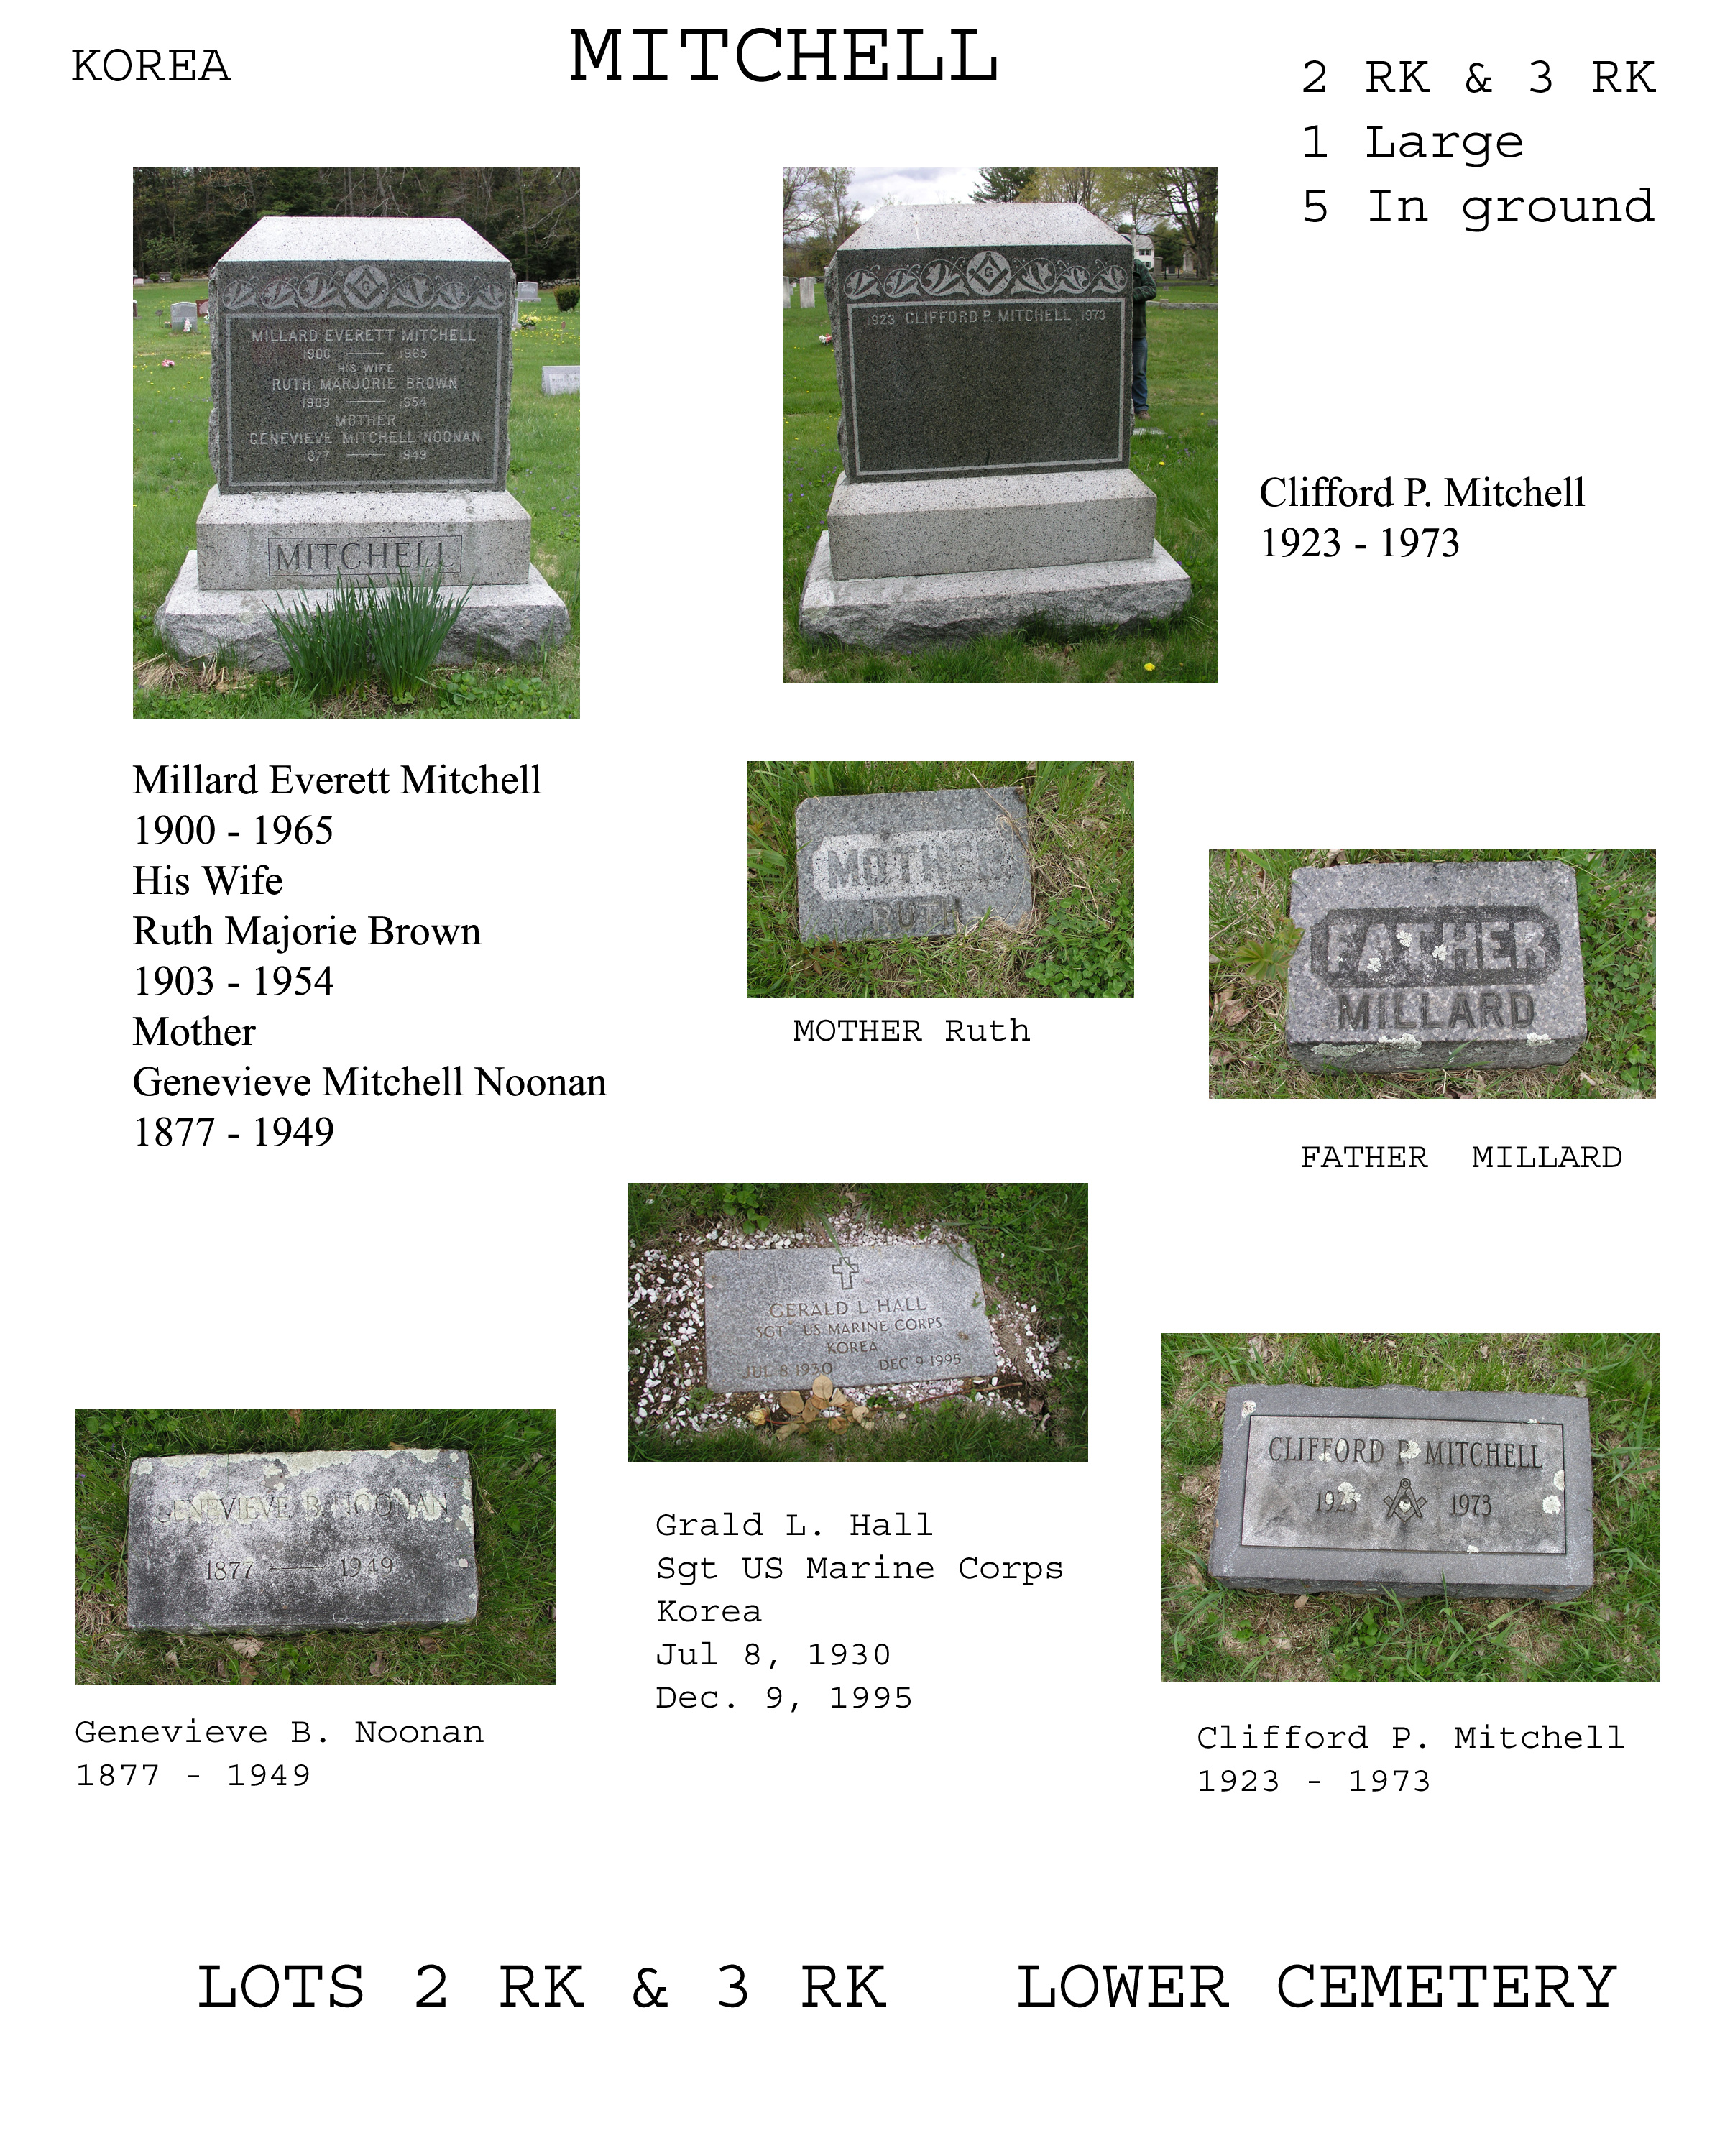 KOREA
MITCHELL
2 RK & 3 RK
1 Large
5 In ground
G
MILLARD EVERETT MITCHELL
1900 — 1965
HIS WIFE
RUTH MARJORIE BROWN
1903 — 1954
MOTHER
GENEVIEVE MITCHELL NOONAN
1877 — 1949
MITCHELL
G
1923 CLIFFORD P. MITCHELL 1973
Clifford P. Mitchell
1923 - 1973
Millard Everett Mitchell
1900 - 1965
His Wife
Ruth Majorie Brown
1903 - 1954
Mother
Genevieve Mitchell Noonan
1877 - 1949
MOTHER
RUTH
MOTHER Ruth
FATHER
MILLARD
FATHER MILLARD
GERALD L HALL
SGT US MARINE CORPS
KOREA
JUL 8 1930 DEC 9 1995
Grald L. Hall
Sgt US Marine Corps
Korea
Jul 8, 1930
Dec. 9, 1995
GENEVIEVE B. NOONAN
1877 — 1949
Genevieve B. Noonan
1877 - 1949
CLIFFORD P. MITCHELL
1923 G 1973
Clifford P. Mitchell
1923 - 1973
LOTS 2 RK & 3 RK LOWER CEMETERY